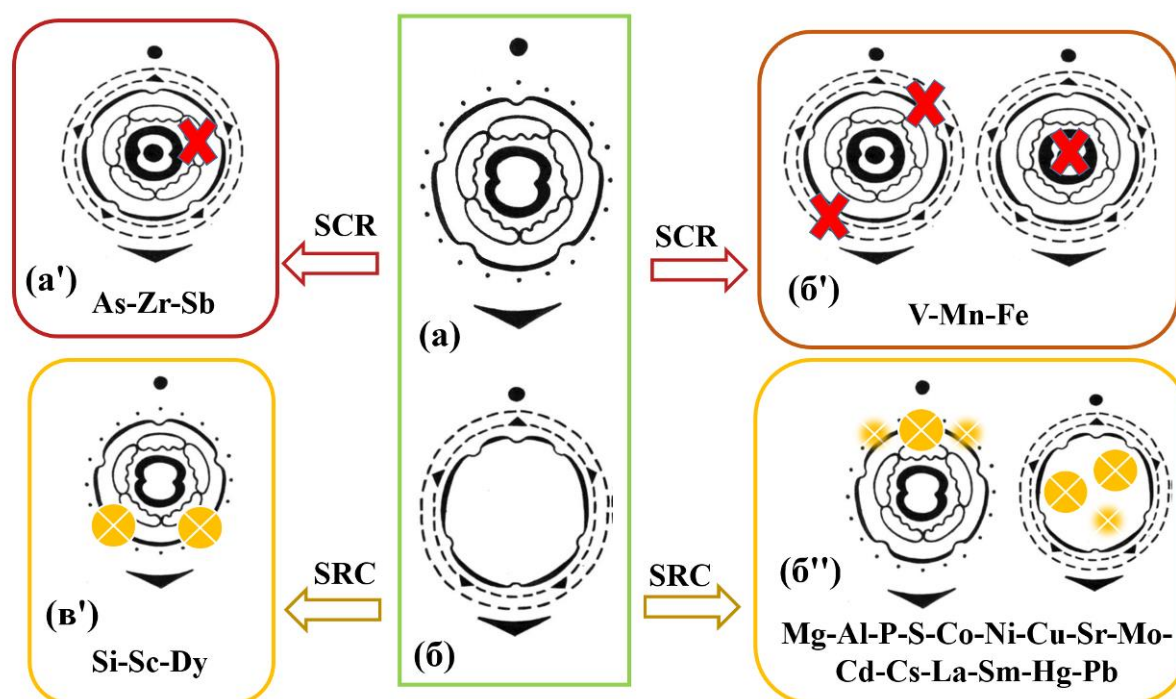 SCR
(а')
As-Zr-Sb
(а)
SCR
(б')
V-Mn-Fe
SRC
(в')
Si-Sc-Dy
(б)
SRC
(б'')
Mg-Al-P-S-Co-Ni-Cu-Sr-Mo-
Cd-Cs-La-Sm-Hg-Pb